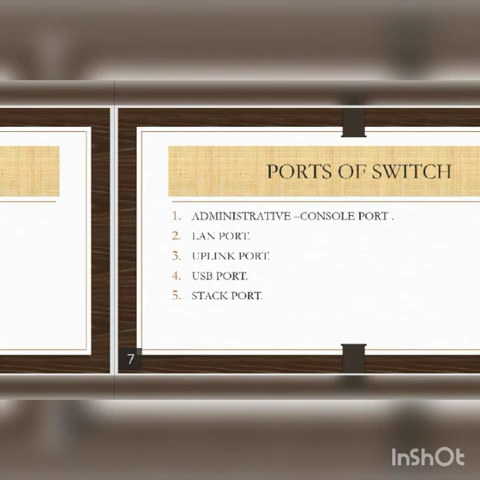 PORTS OF SWITCH
1. ADMINISTRATIVE –CONSOLE PORT .
2. LAN PORT.
3. UPLINK PORT.
4. USB PORT.
5. STACK PORT.
7
InShOt